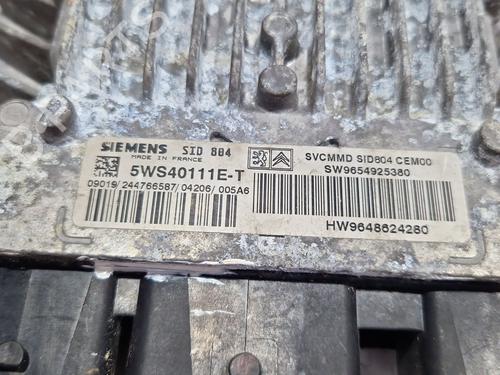 SIEMENS SID 804
MADE IN FRANCE
5WS40111E-T
09019/244766587/04206/005A6
SVCMMD SID804 CEM00
SW9654925380
HW9648624280